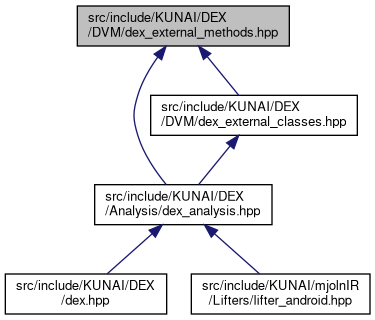 src/include/KUNAI/DEX
/DVM/dex_external_methods.hpp
src/include/KUNAI/DEX
/DVM/dex_external_classes.hpp
src/include/KUNAI/DEX
/Analysis/dex_analysis.hpp
src/include/KUNAI/DEX
/dex.hpp
src/include/KUNAI/mjolnIR
/Lifters/lifter_android.hpp